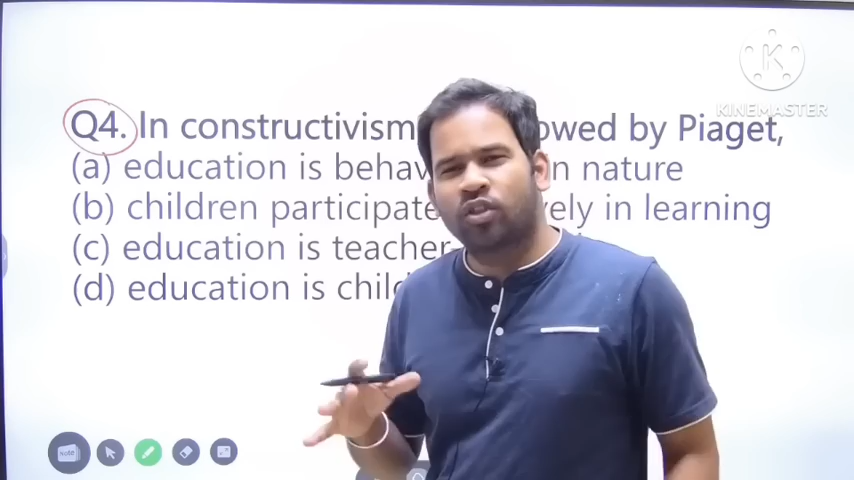 KINEMASTER
Q4. In constructivism owed by Piaget,
(a) education is behav n nature
(b) children participate ely in learning
(c) education is teacher-
(d) education is chil
note